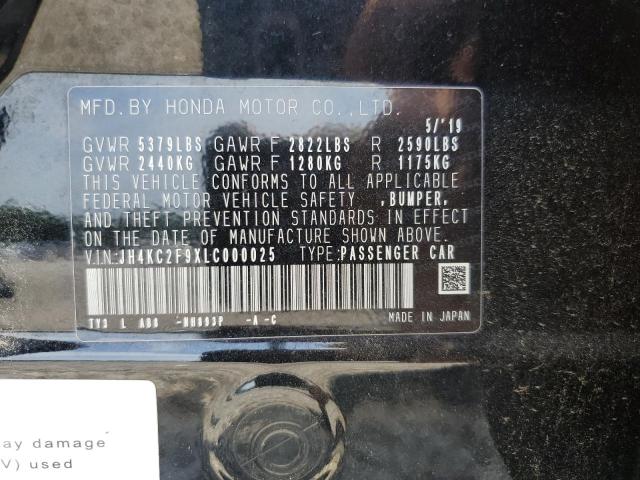 MFD.BY HONDA MOTOR CO.,LTD.
5/'19
GVWR 5379LBS GAWR F 2822LBS R 2590LBS
GVWR 2440KG GAWR F 1280KG R 1175KG
THIS VEHICLE CONFORMS TO ALL APPLICABLE
FEDERAL MOTOR VEHICLE SAFETY ,BUMPER,
AND THEFT PREVENTION STANDARDS IN EFFECT
ON THE DATE OF MANUFACTURE SHOWN ABOVE.
VIN:JH4KC2F9XLC000025 TYPE:PASSENGER CAR
-A -C
MADE IN JAPAN
ay damage
V) used